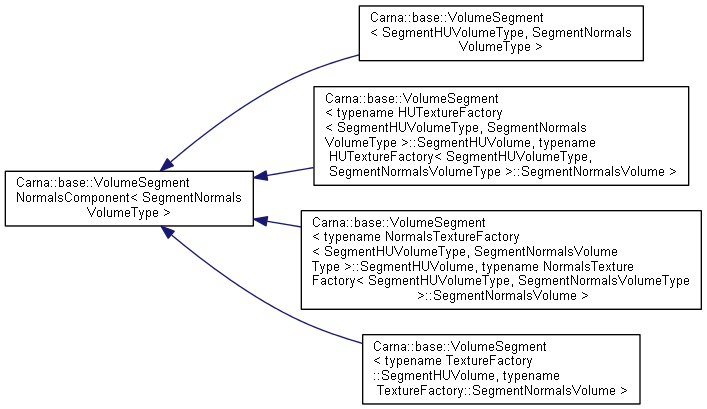 Carna::base::VolumeSegment
< SegmentHUVolumeType, SegmentNormals
VolumeType >
Carna::base::VolumeSegment
< typename HUTextureFactory
< SegmentHUVolumeType, SegmentNormals
VolumeType >::SegmentHUVolume, typename
HUTextureFactory< SegmentHUVolumeType,
SegmentNormalsVolumeType >::SegmentNormalsVolume >
Carna::base::VolumeSegment
NormalsComponent< SegmentNormals
VolumeType >
Carna::base::VolumeSegment
< typename NormalsTextureFactory
< SegmentHUVolumeType, SegmentNormalsVolume
Type >::SegmentHUVolume, typename NormalsTexture
Factory< SegmentHUVolumeType, SegmentNormalsVolumeType
>::SegmentNormalsVolume >
Carna::base::VolumeSegment
< typename TextureFactory
::SegmentHUVolume, typename
TextureFactory::SegmentNormalsVolume >